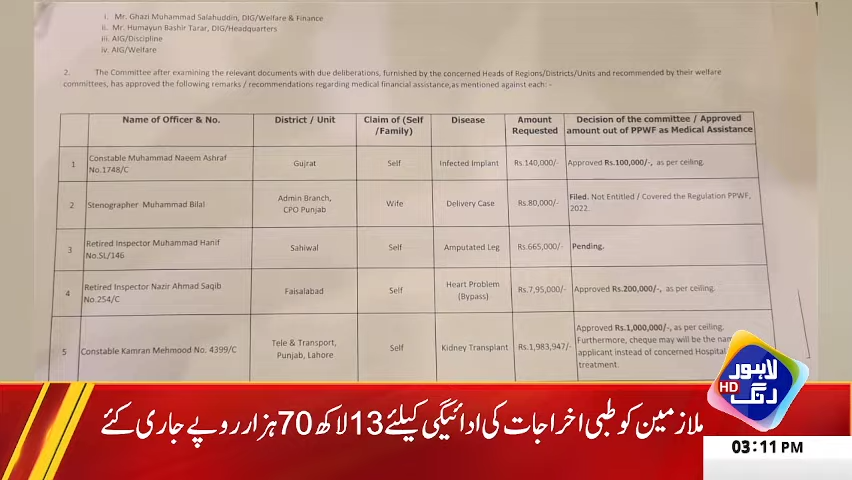 i. Mr. Ghazi Muhammad Salahuddin, DIG/Welfare & Finance
ii. Mr. Humayun Bashir Tarar, DIG/Headquarters
iii. AIG/Discipline
iv. AIG/Welfare
2. The Committee after examining the relevant documents with due deliberations, furnished by the concerned Heads of Regions/Districts/Units and recommended by their welfare
committees, has approved the following remarks / recommendations regarding medical financial assistance,as mentioned against each: -
Name of Officer & No. District / Unit Claim of (Self /Family) Disease Amount Requested Decision of the committee / Approved amount out of PPWF as Medical Assistance
1 Constable Muhammad Naeem Ashraf No.1748/C Gujrat Self Infected Implant Rs.140,000/- Approved Rs.100,000/-, as per ceiling.
2 Stenographer Muhammad Bilal Admin Branch, CPO Punjab Wife Delivery Case Rs.80,000/- Filed. Not Entitled / Covered the Regulation PPWF, 2022.
3 Retired Inspector Muhammad Hanif No.SL/146 Sahiwal Self Amputated Leg Rs.665,000/- Pending.
4 Retired Inspector Nazir Ahmad Saqib No.254/C Faisalabad Self Heart Problem (Bypass) Rs.7,95,000/- Approved Rs.200,000/-, as per ceiling.
5 Constable Kamran Mehmood No. 4399/C Tele & Transport, Punjab, Lahore Self Kidney Transplant Rs.1,983,947/- Approved Rs.1,000,000/-, as per ceiling. Furthermore, cheque may will be the applicant instead of concerned Hospital treatment.
لاہور
رنگ
HD
ملازمین کو طبی اخراجات کی ادائیگی کیلئے 13 لاکھ 70 ہزار روپے جاری کئے
03:11 PM